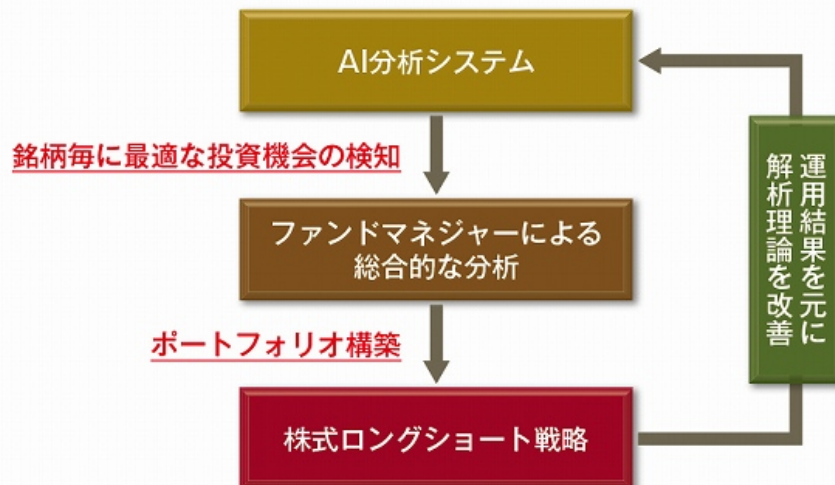 AI分析システム
銘柄毎に最適な投資機会の検知
ファンドマネジャーによる
総合的な分析
ポートフォリオ構築
株式ロングショート戦略
運用結果を元に
解析理論を改善